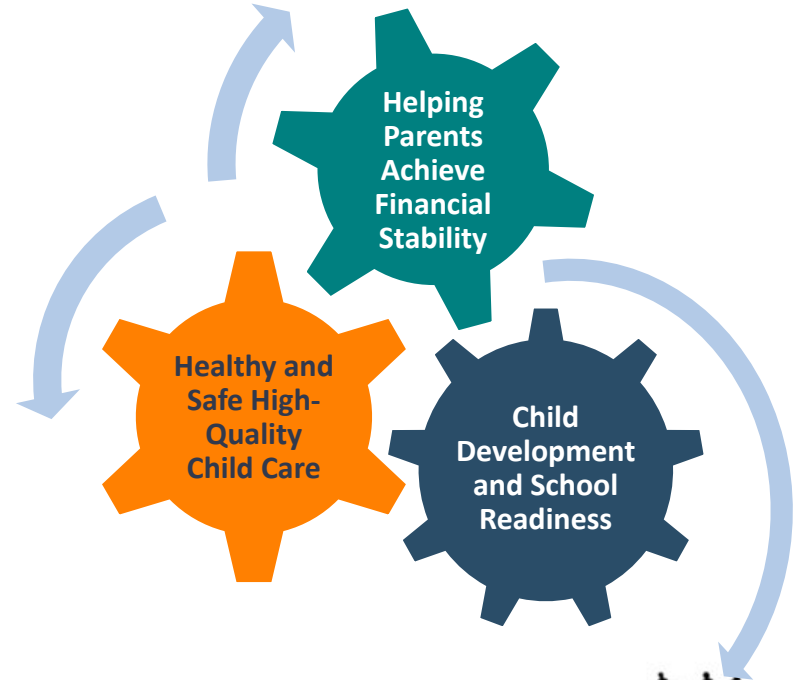 Helping
Parents
Achieve
Financial
Stability
Healthy and
Safe High-
Quality
Child Care
Child
Development
and School
Readiness